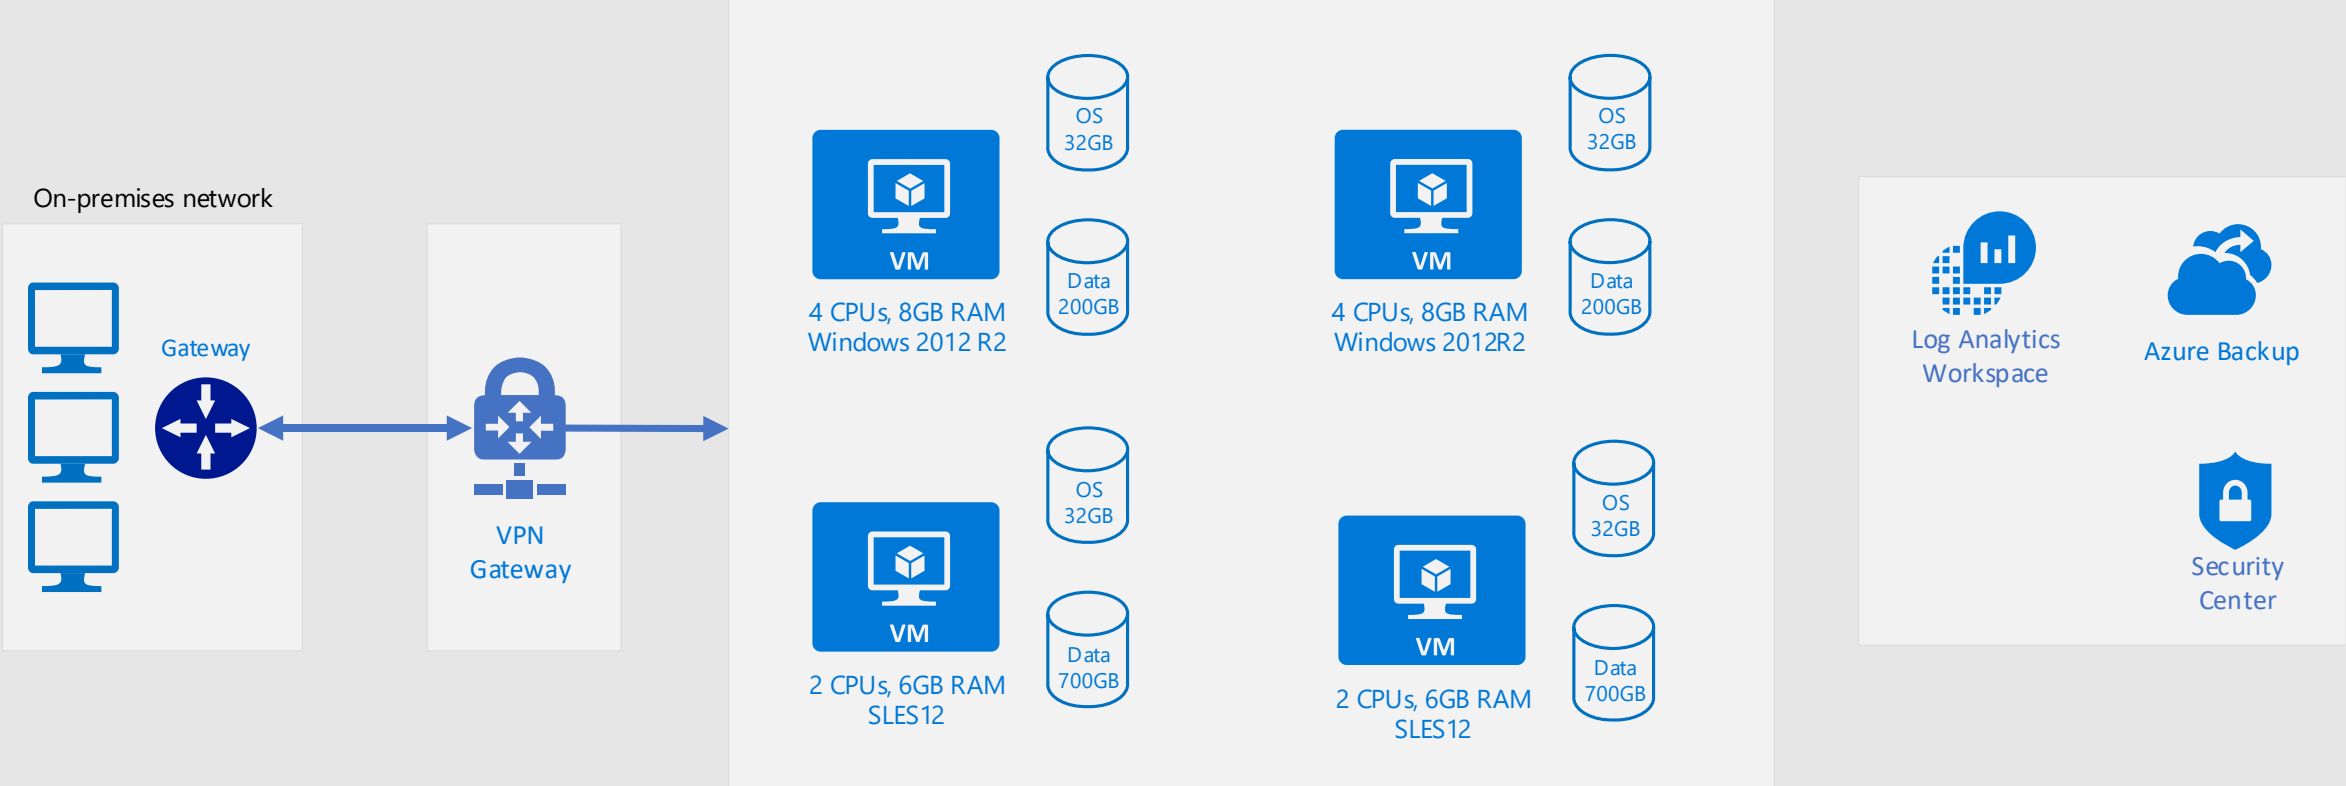 On-premises network
Gateway
VPN
Gateway
VM
4 CPUs, 8GB RAM
Windows 2012 R2
OS
32GB
Data
200GB
VM
4 CPUs, 8GB RAM
Windows 2012R2
OS
32GB
Data
200GB
VM
2 CPUs, 6GB RAM
SLES12
OS
32GB
Data
700GB
VM
2 CPUs, 6GB RAM
SLES12
OS
32GB
Data
700GB
Log Analytics
Workspace
Azure Backup
Security
Center